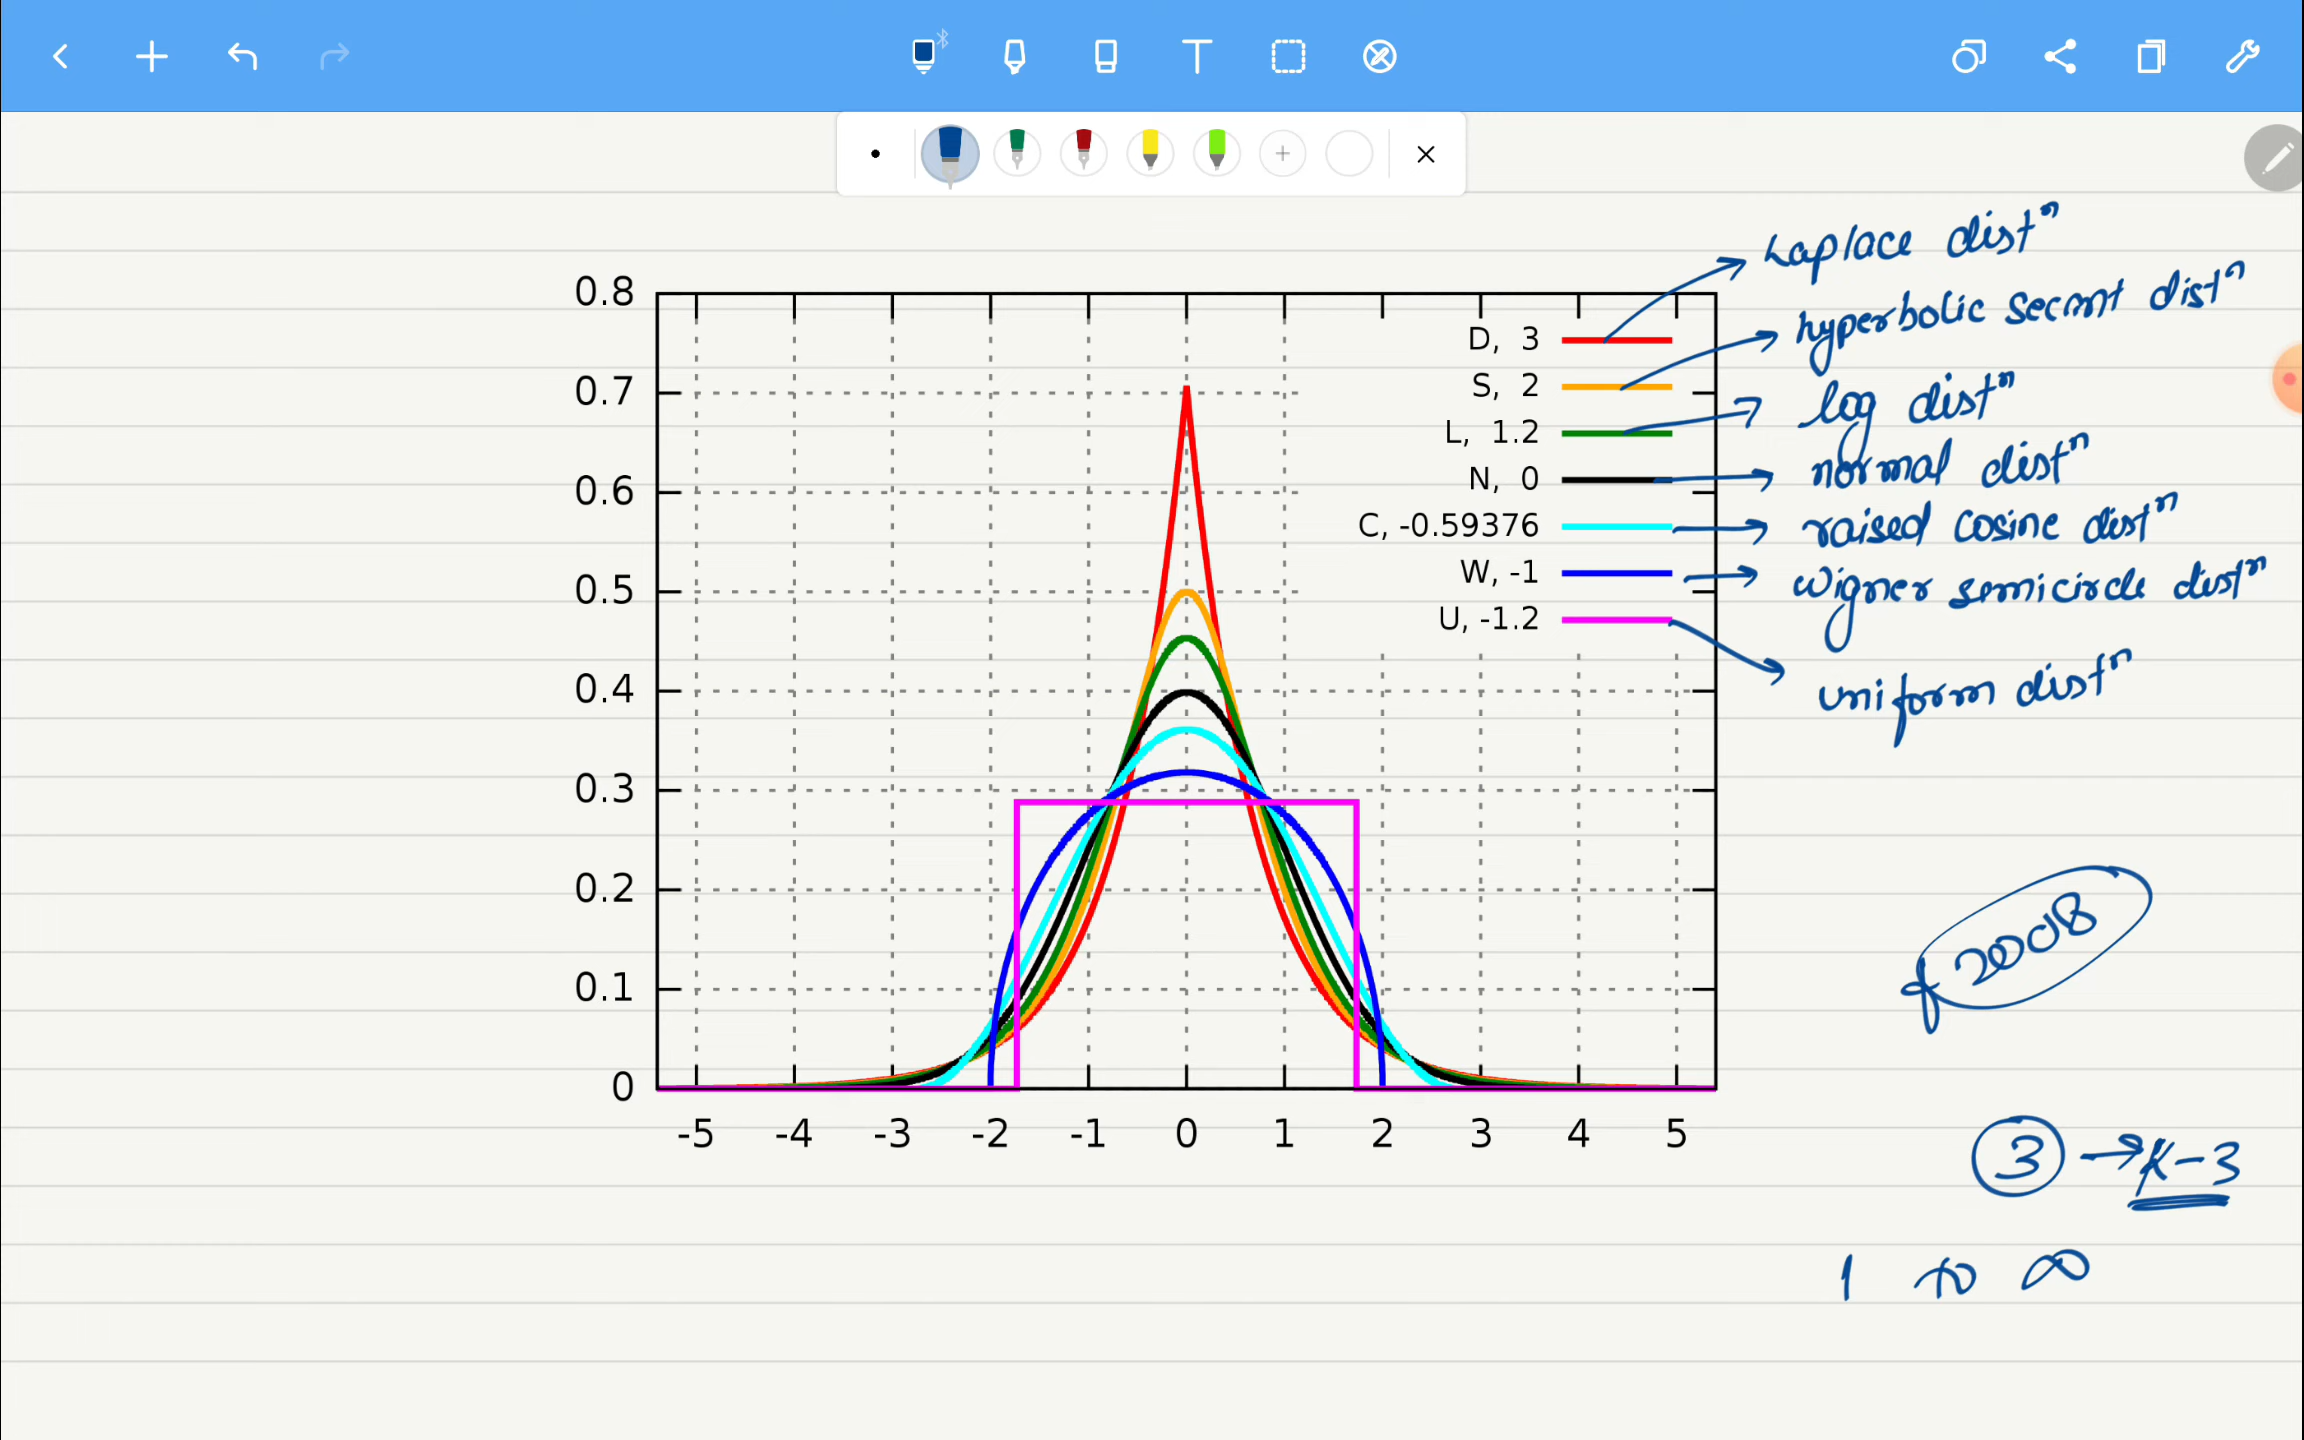 T
Laplace distⁿ
hyperbolic secant distⁿ
log distⁿ
normal distⁿ
raised cosine distⁿ
wigner semicircle distⁿ
uniform distⁿ
0.8
0.7
0.6
0.5
0.4
0.3
0.2
0.1
0
D, 3
S, 2
L, 1.2
N, 0
C, -0.59376
W, -1
U, -1.2
-5 -4 -3 -2 -1 0 1 2 3 4 5
3 → K-3
1 to ∞